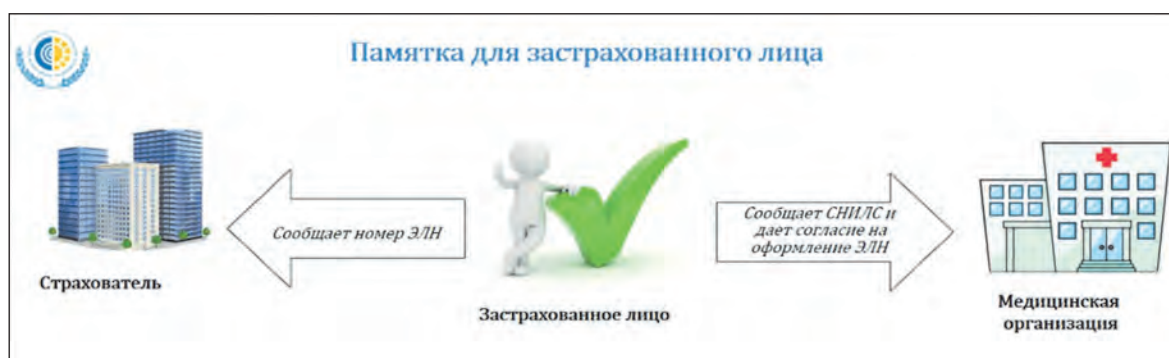 Памятка для застрахованного лица
Сообщает номер ЭЛН
Сообщает СНИЛС и
дает согласие на
оформление ЭЛН
Страхователь
Застрахованное лицо
Медицинская
организация